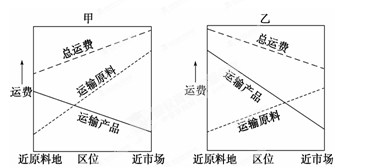 甲
总运费
运输原料
运费
运输产品
近原料地 区位 近市场
乙
总运费
运输产品
运费
运输原料
近原料地 区位 近市场